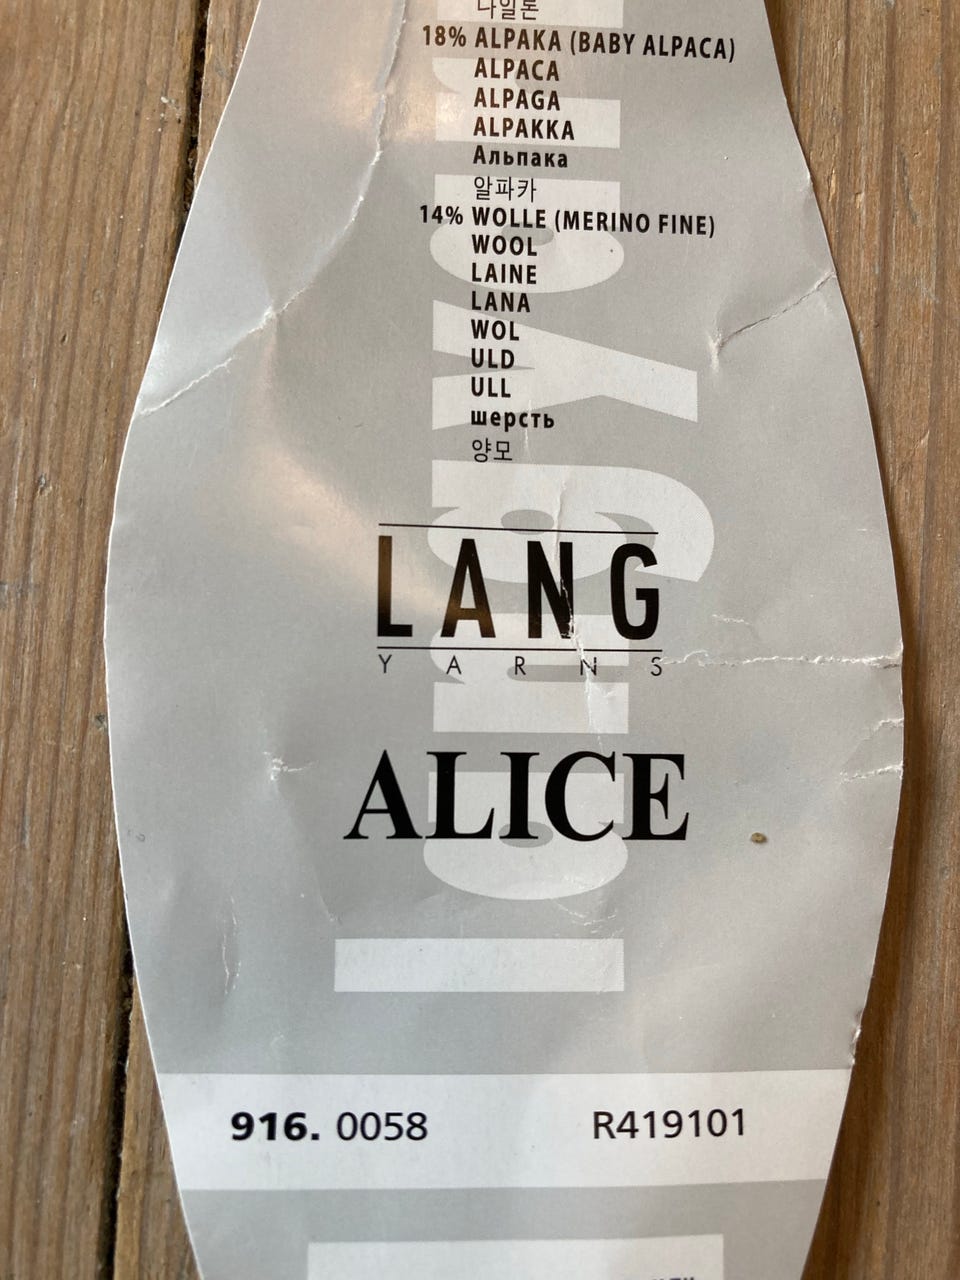 나일론
18% ALPAKA (BABY ALPACA)
ALPACA
ALPAGA
ALPAKKA
Альпака
알파카
14% WOLLE (MERINO FINE)
WOOL
LAINE
LANA
WOL
ULD
ULL
шерсть
양모
LANG
YARNS
ALICE
916. 0058 R419101
langyarn